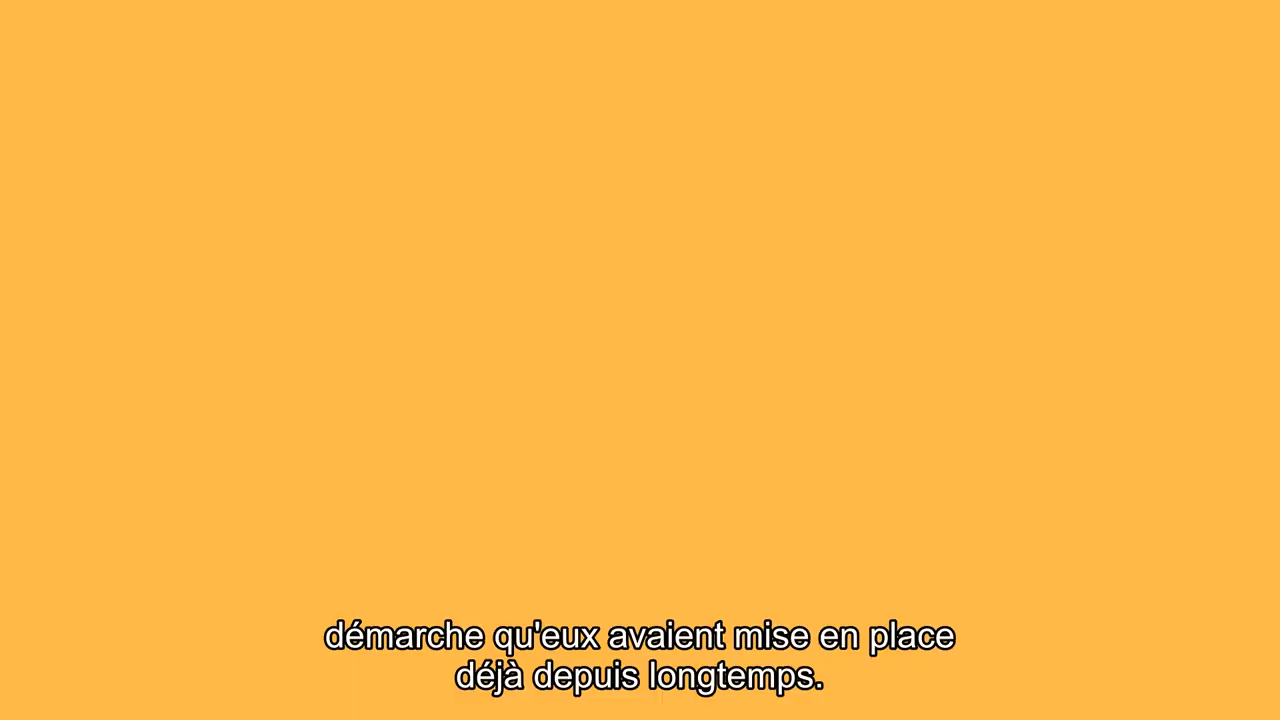 démarche qu'eux avaient mise en place
déjà depuis longtemps.